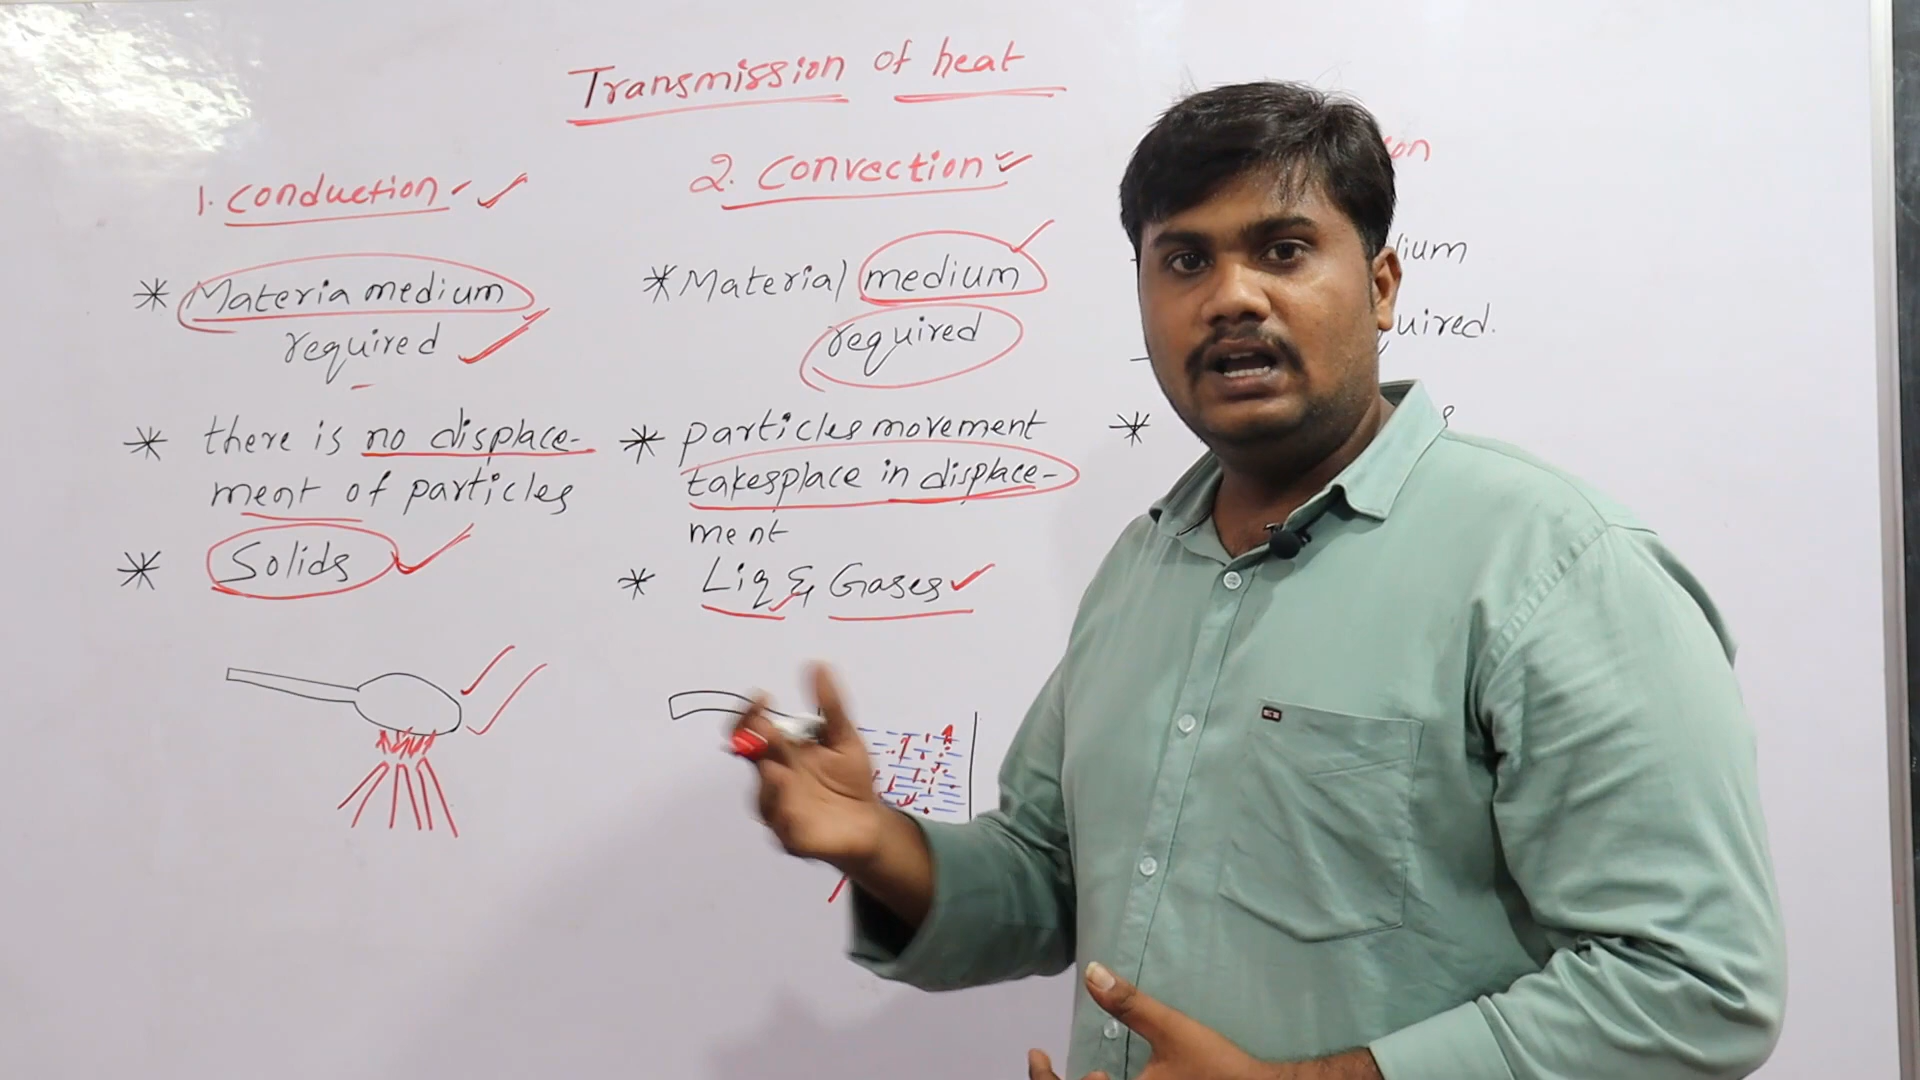 Transmission of heat
1. Conduction
* Materia medium
required
* there is no displace-
ment of particles
* Solids
2. Convection
* Material medium
required
* particles movement
takesplace in displace-
ment
* Liq & Gases
*